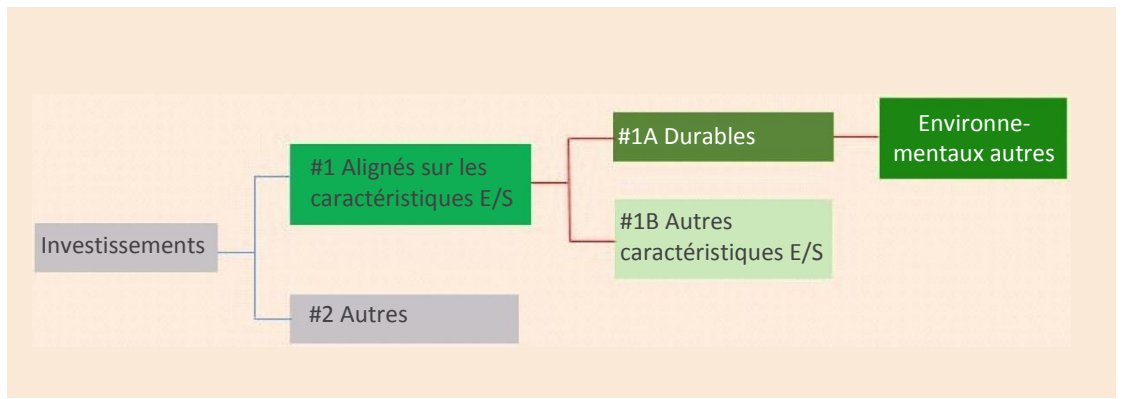 Investissements
#1 Alignés sur les
caractéristiques E/S
#2 Autres
#1A Durables
#1B Autres
caractéristiques E/S
Environne-
mentaux autres